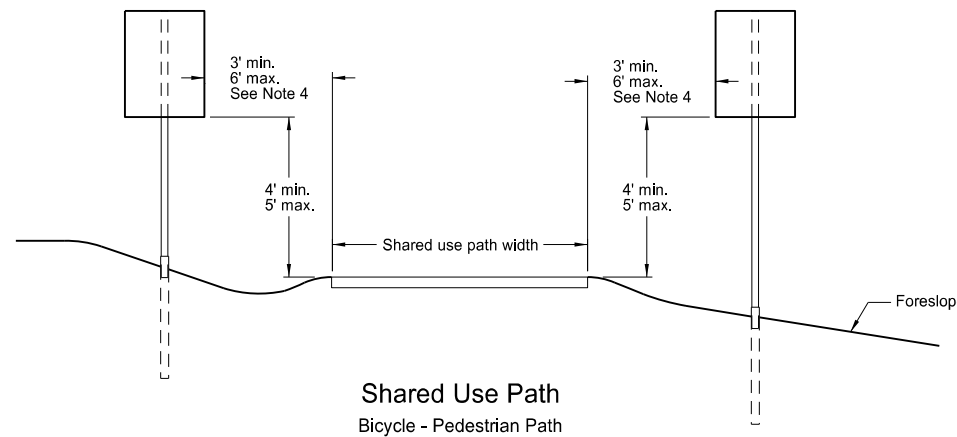 3' min.
6' max.
See Note 4
3' min.
6' max.
See Note 4
4' min.
5' max.
4' min.
5' max.
Shared use path width
Foreslop
Shared Use Path
Bicycle - Pedestrian Path